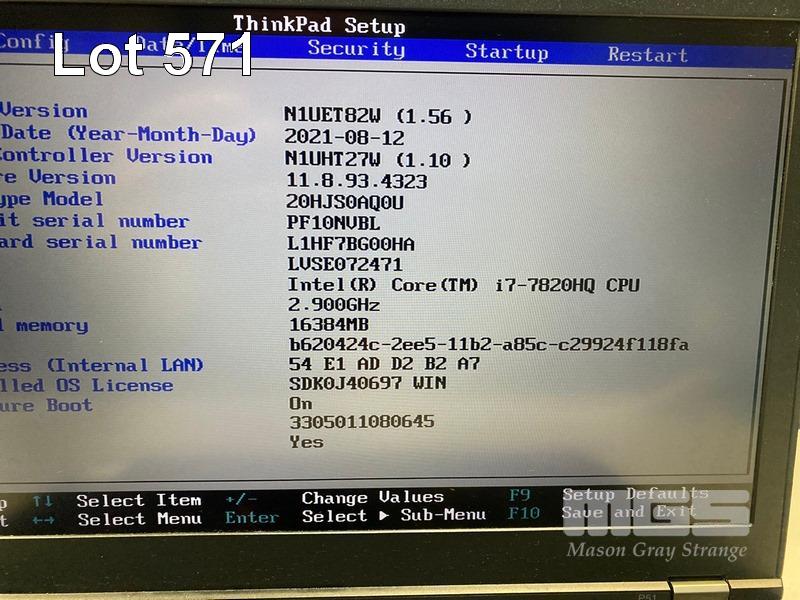 ThinkPad Setup
Config Date/Time Security Startup Restart
Lot 571
Version N1UET82W (1.56 )
Date (Year-Month-Day) 2021-08-12
Controller Version N1UHT27W (1.10 )
re Version 11.8.93.4323
ype Model 20HJS0AQ0U
it serial number PF10NVBL
ard serial number L1HF7BG00HA
LVSE072471
Intel(R) Core(TM) i7-7820HQ CPU
2.900GHz
l memory 16384MB
b620424c-2ee5-11b2-a85c-c29924f118fa
ess (Internal LAN) 54 E1 AD D2 B2 A7
lled OS License SDK0J40697 WIN
ure Boot On
3305011080645
Yes
p ↑↓ Select Item +/- Change Values F9 Setup Defaults
t ←→ Select Menu Enter Select ▶ Sub-Menu F10 Save and Exit
MGS
Mason Gray Strange
P51